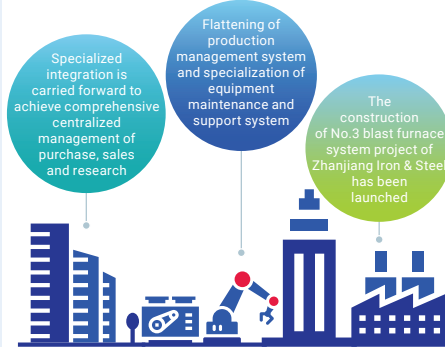 Specialized
integration is
carried forward to
achieve comprehensive
centralized
management of
purchase, sales
and research
Flattening of
production
management system
and specialization of
equipment
maintenance and
support system
The
construction
of No.3 blast furnace
system project of
Zhanjiang Iron & Steel
has been
launched